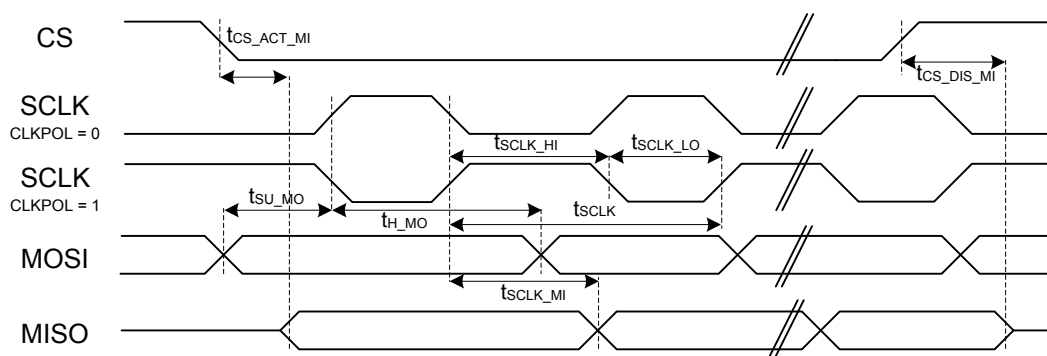 CS
tCS_ACT_MI
tCS_DIS_MI
SCLK
CLKPOL = 0
tSCLK_HI
tSCLK_LO
SCLK
CLKPOL = 1
tSU_MO
tH_MO
tSCLK
MOSI
tSCLK_MI
MISO